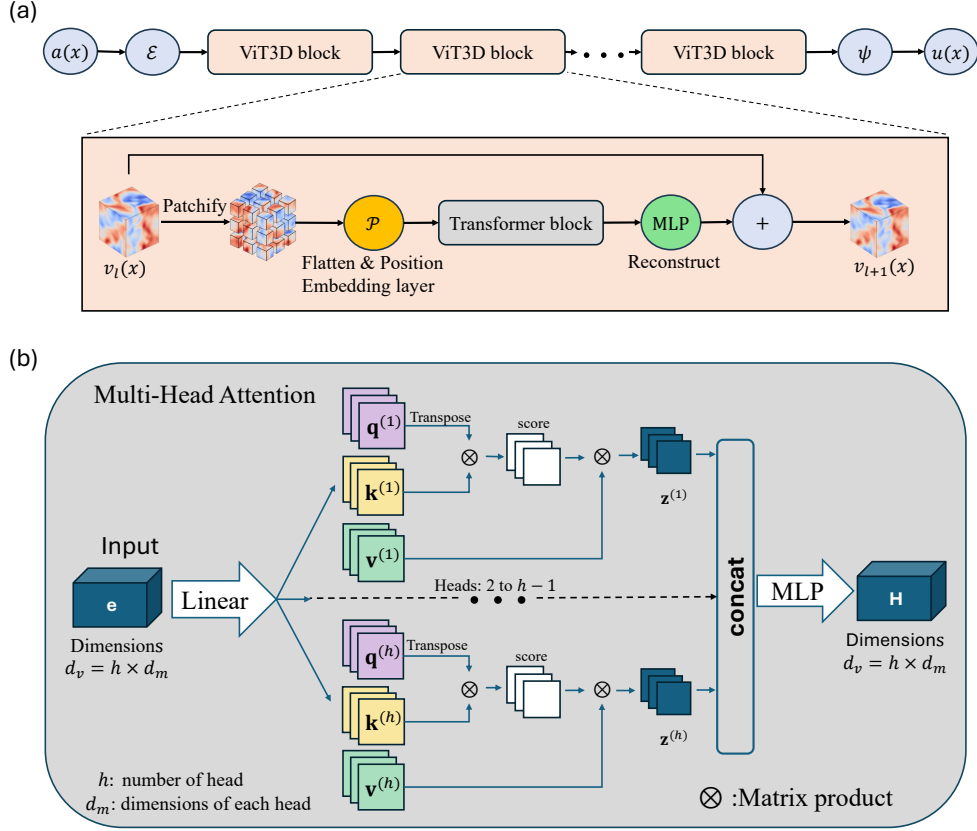 (a)
a(x)
ℰ
ViT3D block
ViT3D block
• • •
ViT3D block
ψ
u(x)
Patchify
𝒫
Transformer block
MLP
+
v_l(x)
Flatten & Position
Embedding layer
Reconstruct
v_{l+1}(x)
(b)
Multi-Head Attention
q^(1)
Transpose
score
⊗
⊗
k^(1)
z^(1)
v^(1)
Input
e
Linear
Heads: 2 to h − 1
• • •
concat
MLP
H
Dimensions
d_v = h × d_m
Dimensions
d_v = h × d_m
q^(h)
Transpose
score
⊗
⊗
k^(h)
z^(h)
v^(h)
h: number of head
d_m: dimensions of each head
⊗ :Matrix product